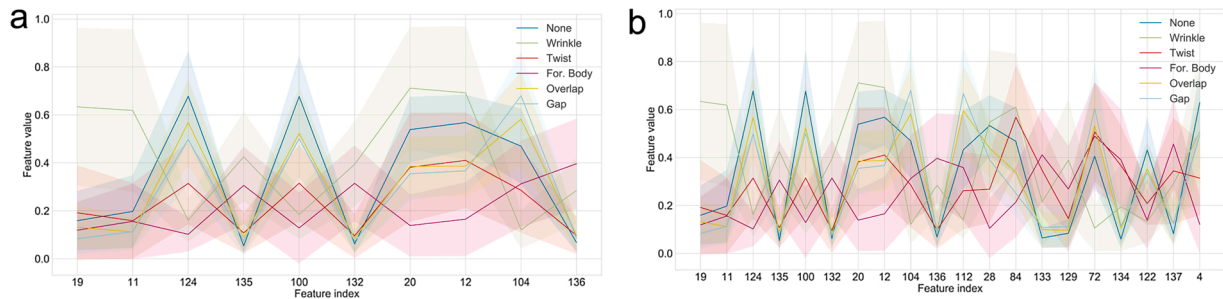 a
1.0
0.8
0.6
0.4
0.2
0.0
Feature value
None
Wrinkle
Twist
For. Body
Overlap
Gap
19 11 124 135 100 132 20 12 104 136
Feature index
b
1.0
0.8
0.6
0.4
0.2
0.0
Feature value
None
Wrinkle
Twist
For. Body
Overlap
Gap
19 11 124 135 100 132 20 12 104 136 112 28 84 133 129 72 134 122 137 4
Feature index